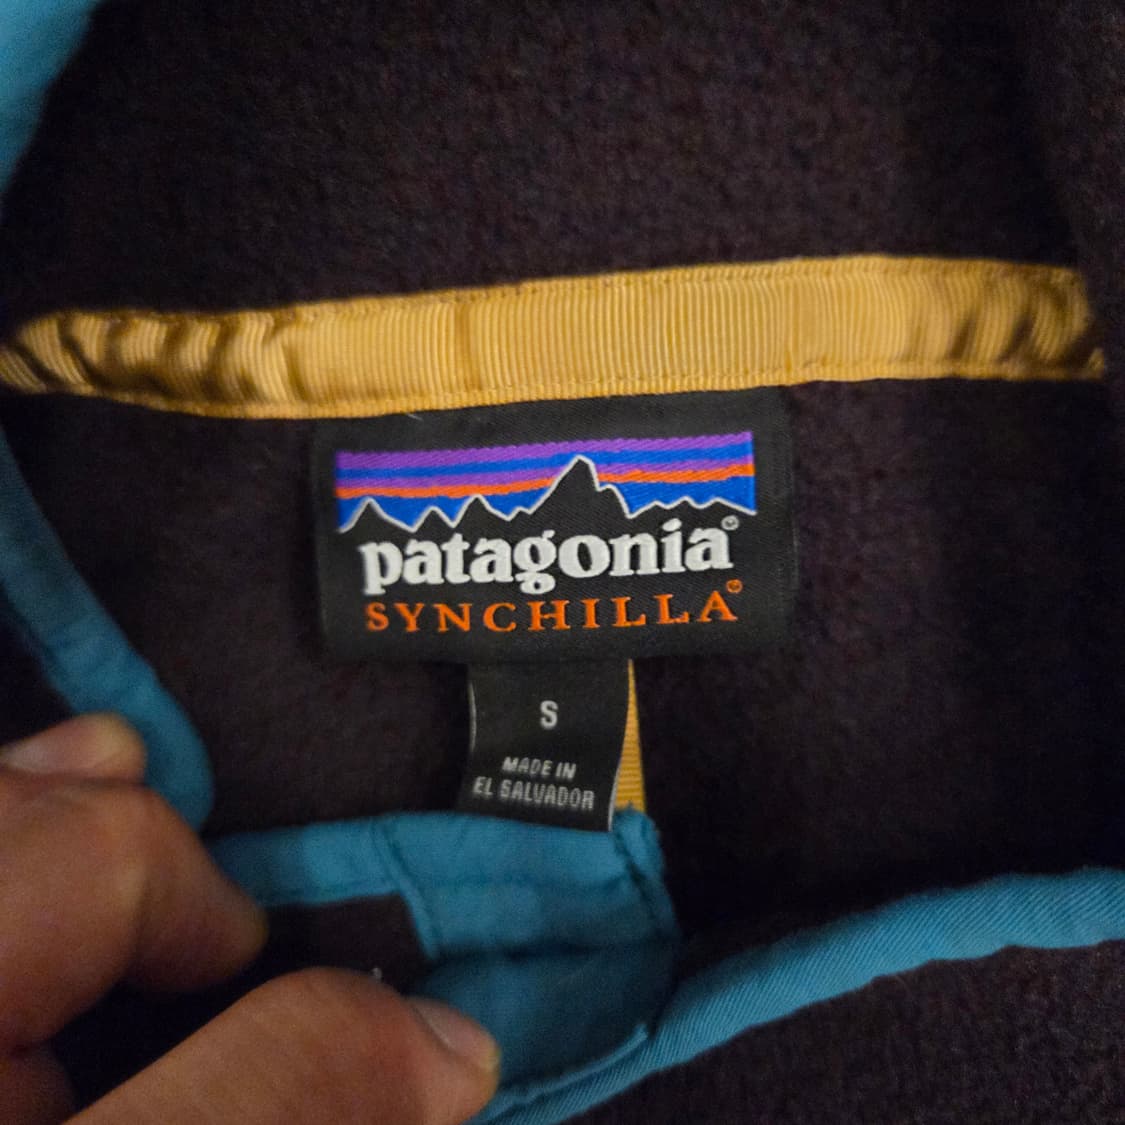 patagonia®
SYNCHILLA®
S
MADE IN
EL SALVADOR